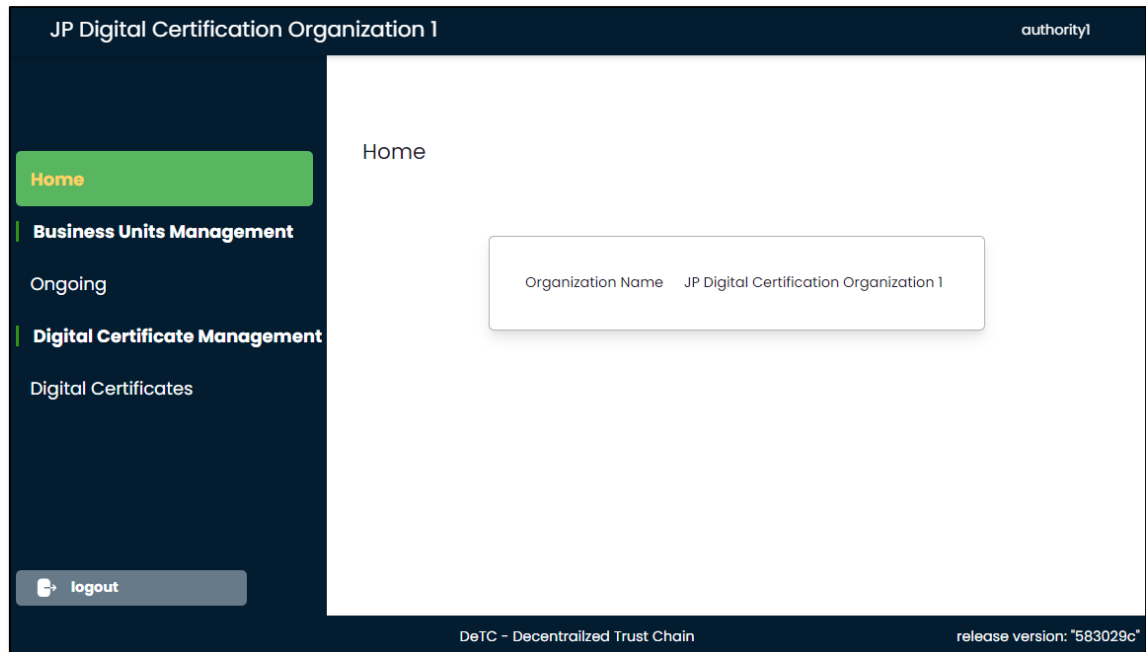 JP Digital Certification Organization 1
authority1
Home
Business Units Management
Ongoing
Digital Certificate Management
Digital Certificates
logout
Home
Organization Name JP Digital Certification Organization 1
DeTC - Decentrailzed Trust Chain
release version: "583029c"